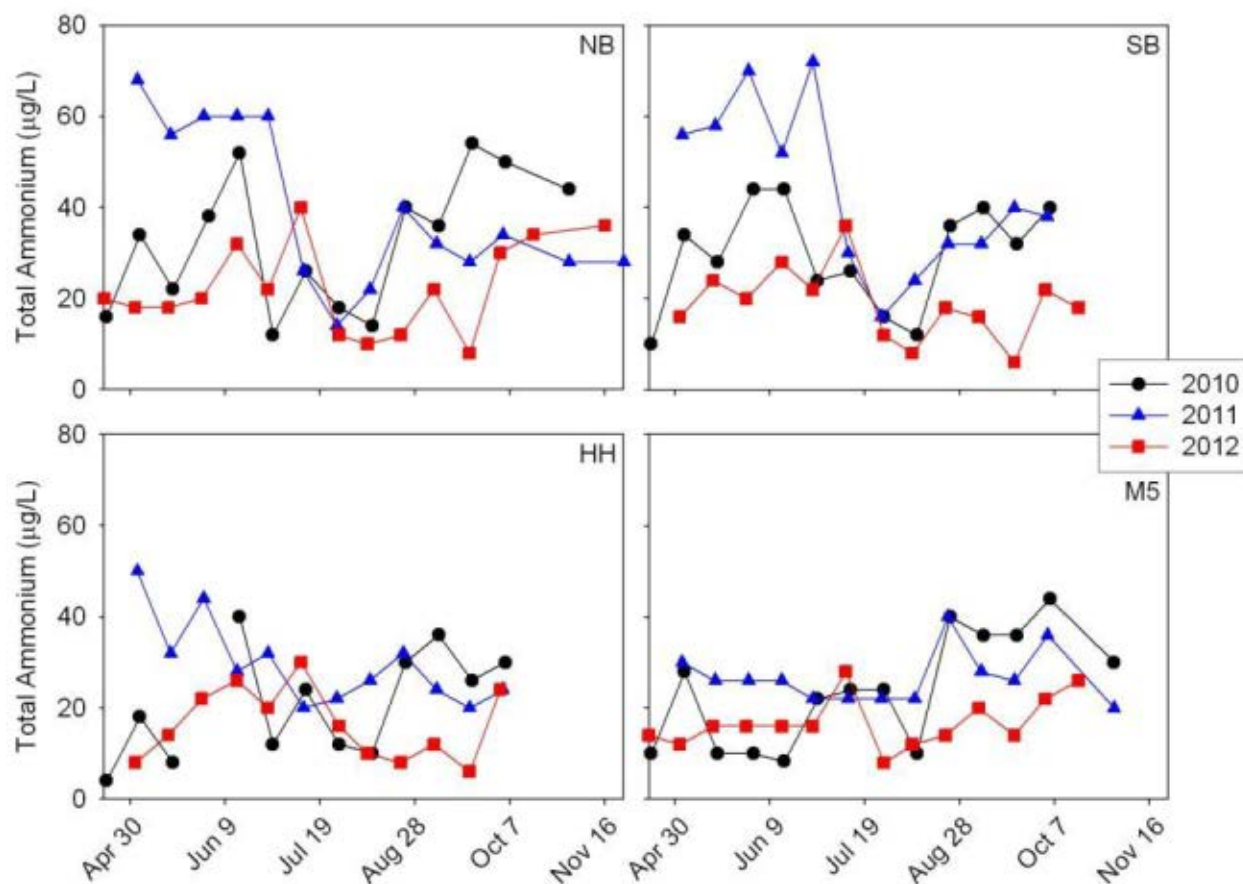 80
60
40
20
0
Total Ammonium (µg/L)
NB
SB
2010
2011
2012
80
60
40
20
0
Total Ammonium (µg/L)
HH
M5
Apr 30
Jun 9
Jul 19
Aug 28
Oct 7
Nov 16
Apr 30
Jun 9
Jul 19
Aug 28
Oct 7
Nov 16